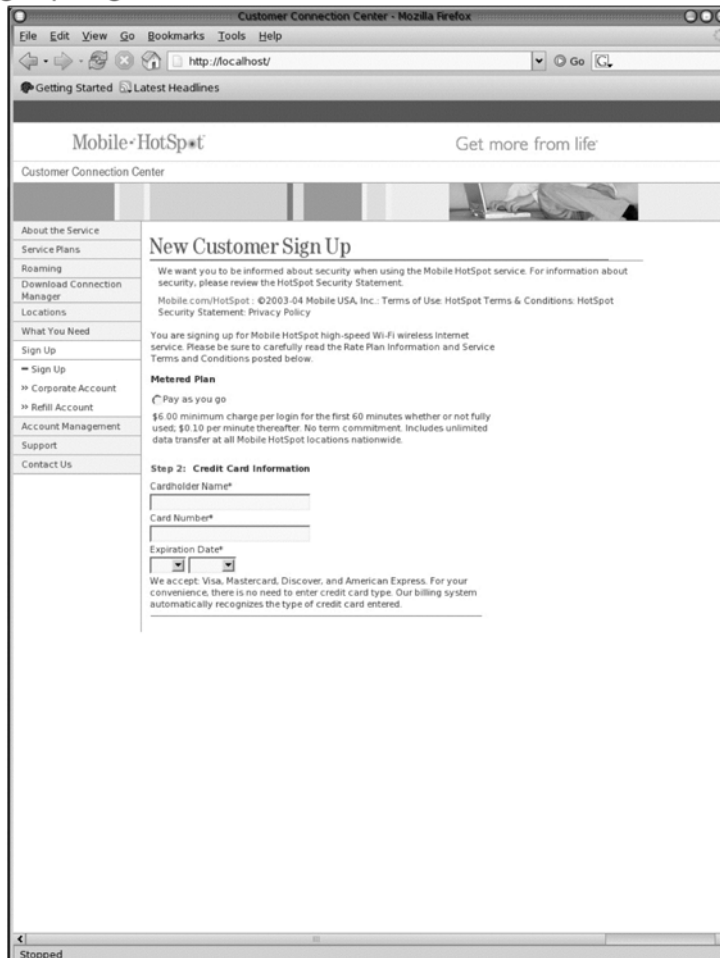 Customer Connection Center - Mozilla Firefox
File Edit View Go Bookmarks Tools Help
http://localhost/
Go
G
Getting Started Latest Headlines
Mobile HotSpot
Get more from life
Customer Connection Center
About the Service
Service Plans
Roaming
Download Connection
Manager
Locations
What You Need
Sign Up
Sign Up
» Corporate Account
» Refill Account
Account Management
Support
Contact Us
New Customer Sign Up
We want you to be informed about security when using the Mobile HotSpot service. For information about
security, please review the HotSpot Security Statement.
Mobile.com/HotSpot : ©2003-04 Mobile USA, Inc.: Terms of Use: HotSpot Terms & Conditions: HotSpot
Security Statement: Privacy Policy
You are signing up for Mobile HotSpot high-speed Wi-Fi wireless Internet
service. Please be sure to carefully read the Rate Plan Information and Service
Terms and Conditions posted below.
Metered Plan
Pay as you go
$6.00 minimum charge per login for the first 60 minutes whether or not fully
used; $0.10 per minute thereafter. No term commitment. Includes unlimited
data transfer at all Mobile HotSpot locations nationwide.
Step 2: Credit Card Information
Cardholder Name*
Card Number*
Expiration Date*
We accept: Visa, Mastercard, Discover, and American Express. For your
convenience, there is no need to enter credit card type. Our billing system
automatically recognizes the type of credit card entered.
Stopped